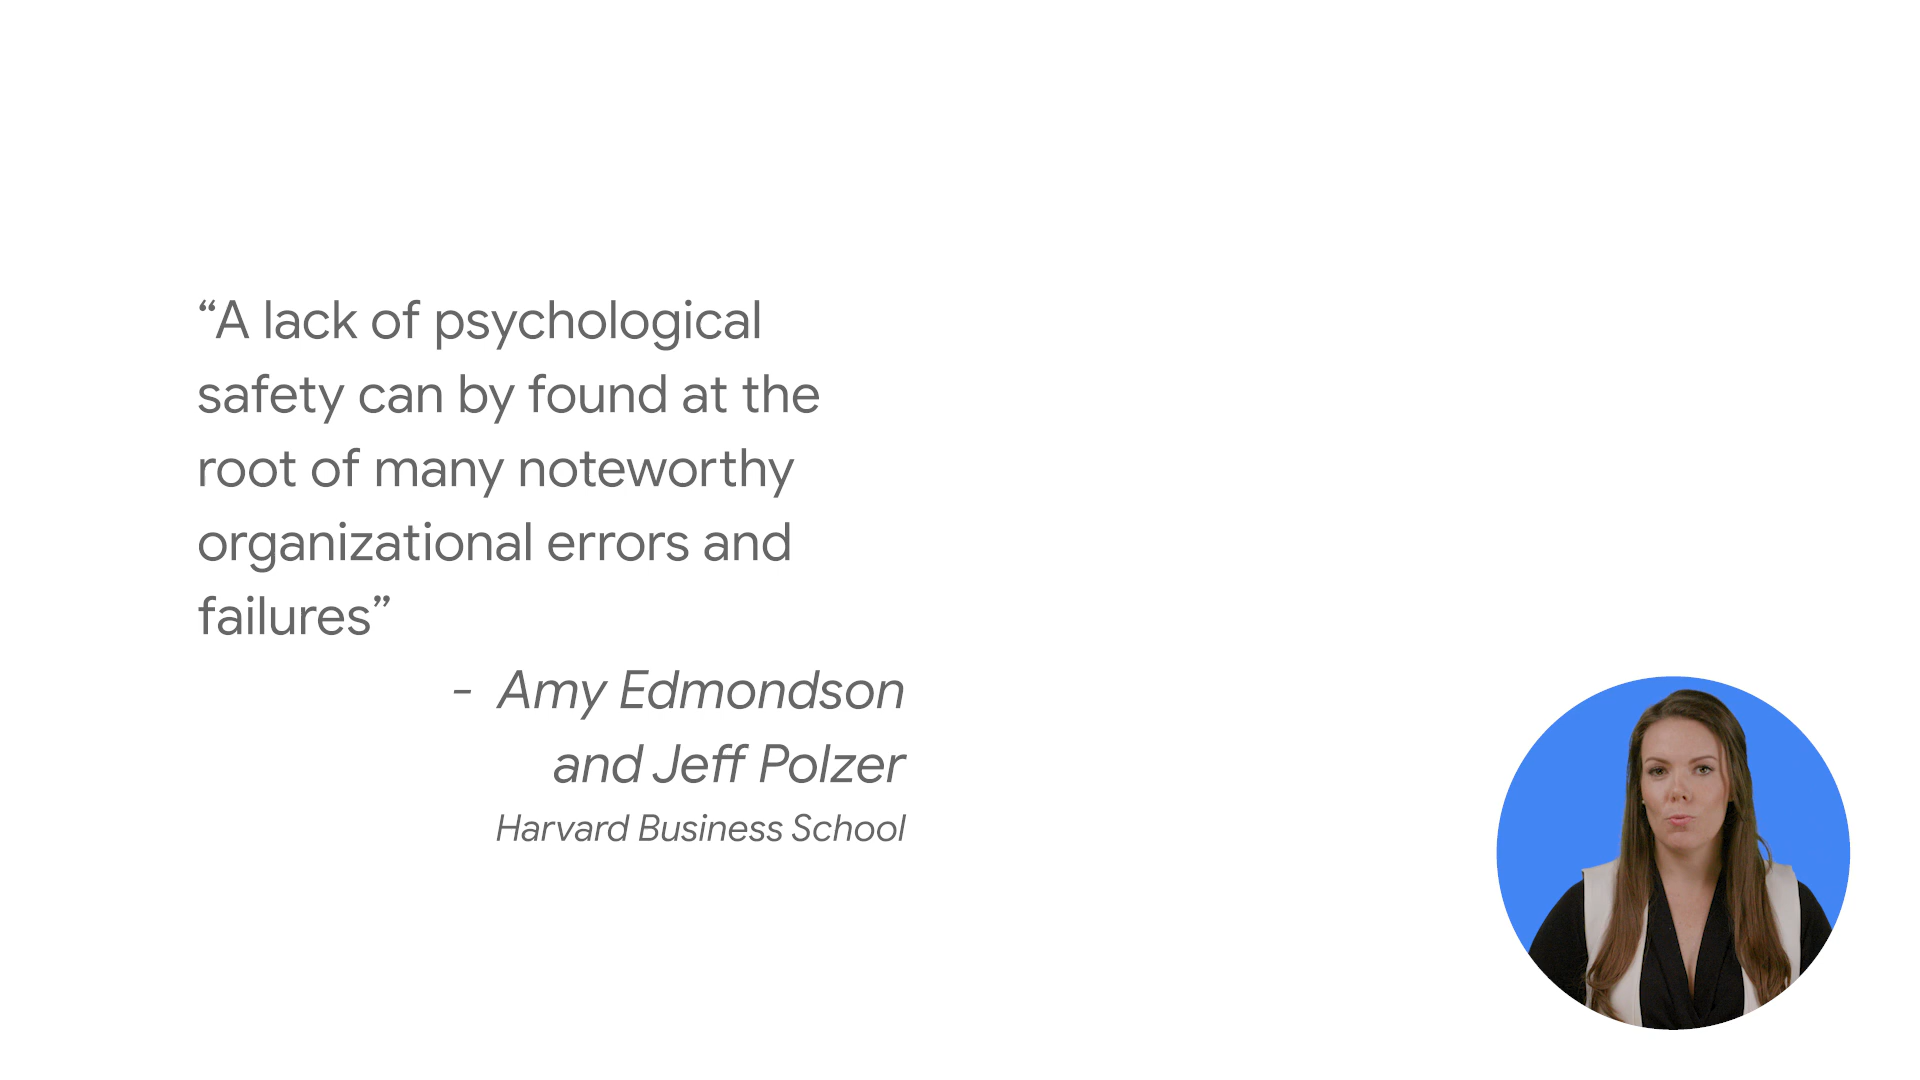 “A lack of psychological
safety can by found at the
root of many noteworthy
organizational errors and
failures”
- Amy Edmondson
and Jeff Polzer
Harvard Business School